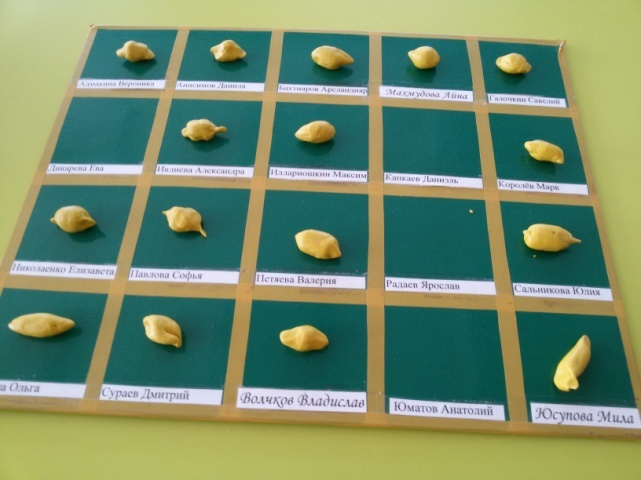 Адмакина Вероника
Анисимов Данила
Бахтияров Арсландияр
Махмудова Айна
Галочкин Савелий
Дикарева Ева
Ивлиева Александра
Илларионкин Максим
Капкаев Даниэль
Королёв Марк
Николаенко Елизавета
Павлова Софья
Петяева Валерия
Радаев Ярослав
Сальникова Юлия
Ольга
Сураев Дмитрий
Волчков Владислав
Юматов Анатолий
Юсупова Мила